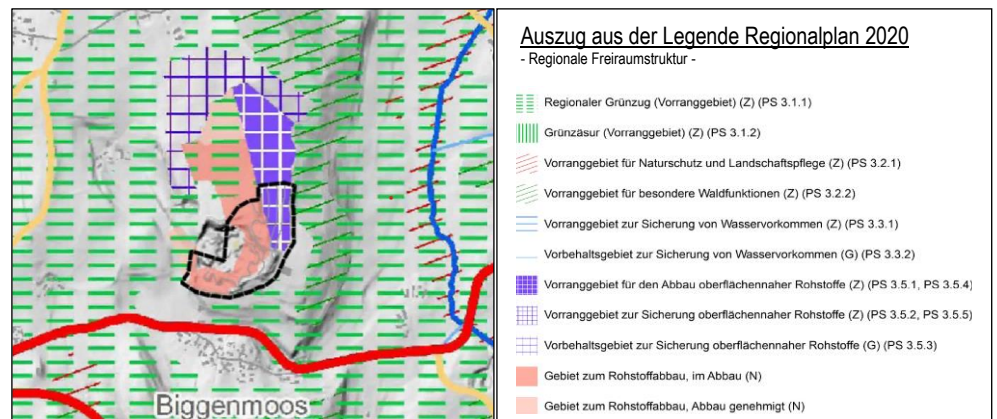 Biggenmoos
Auszug aus der Legende Regionalplan 2020
- Regionale Freiraumstruktur -
Regionaler Grünzug (Vorranggebiet) (Z) (PS 3.1.1)
Grünzäsur (Vorranggebiet) (Z) (PS 3.1.2)
Vorranggebiet für Naturschutz und Landschaftspflege (Z) (PS 3.2.1)
Vorranggebiet für besondere Waldfunktionen (Z) (PS 3.2.2)
Vorranggebiet zur Sicherung von Wasservorkommen (Z) (PS 3.3.1)
Vorbehaltsgebiet zur Sicherung von Wasservorkommen (G) (PS 3.3.2)
Vorranggebiet für den Abbau oberflächennaher Rohstoffe (Z) (PS 3.5.1, PS 3.5.4)
Vorranggebiet zur Sicherung oberflächennaher Rohstoffe (Z) (PS 3.5.2, PS 3.5.5)
Vorbehaltsgebiet zur Sicherung oberflächennaher Rohstoffe (G) (PS 3.5.3)
Gebiet zum Rohstoffabbau, im Abbau (N)
Gebiet zum Rohstoffabbau, Abbau genehmigt (N)